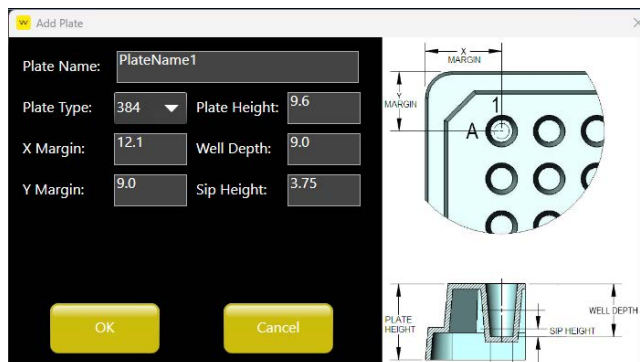 Add Plate
Plate Name: PlateName1
Plate Type: 384 Plate Height: 9.6
X Margin: 12.1 Well Depth: 9.0
Y Margin: 9.0 Sip Height: 3.75
OK Cancel
X
MARGIN
Y
MARGIN
1
A
PLATE
HEIGHT
WELL DEPTH
SIP HEIGHT